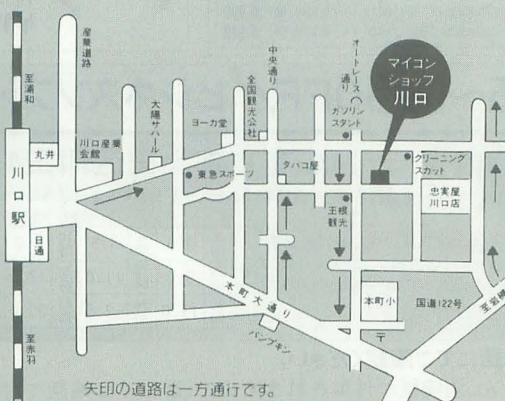 産業道路
至浦和
川口駅
丸井
日通
至赤羽
川口産業
会館
太陽サハール
ヨーカ堂
全国観光公社
中央通り
東急スポーツ
タバコ屋
オートレース
通り
ガソリン
スタンド
マイコン
ショップ
川口
クリーニング
スカット
忠実屋
川口店
王根
観光
本町大通り
本町小
国道122号
至岩槻
パンプキン
〒
矢印の道路は一方通行です。